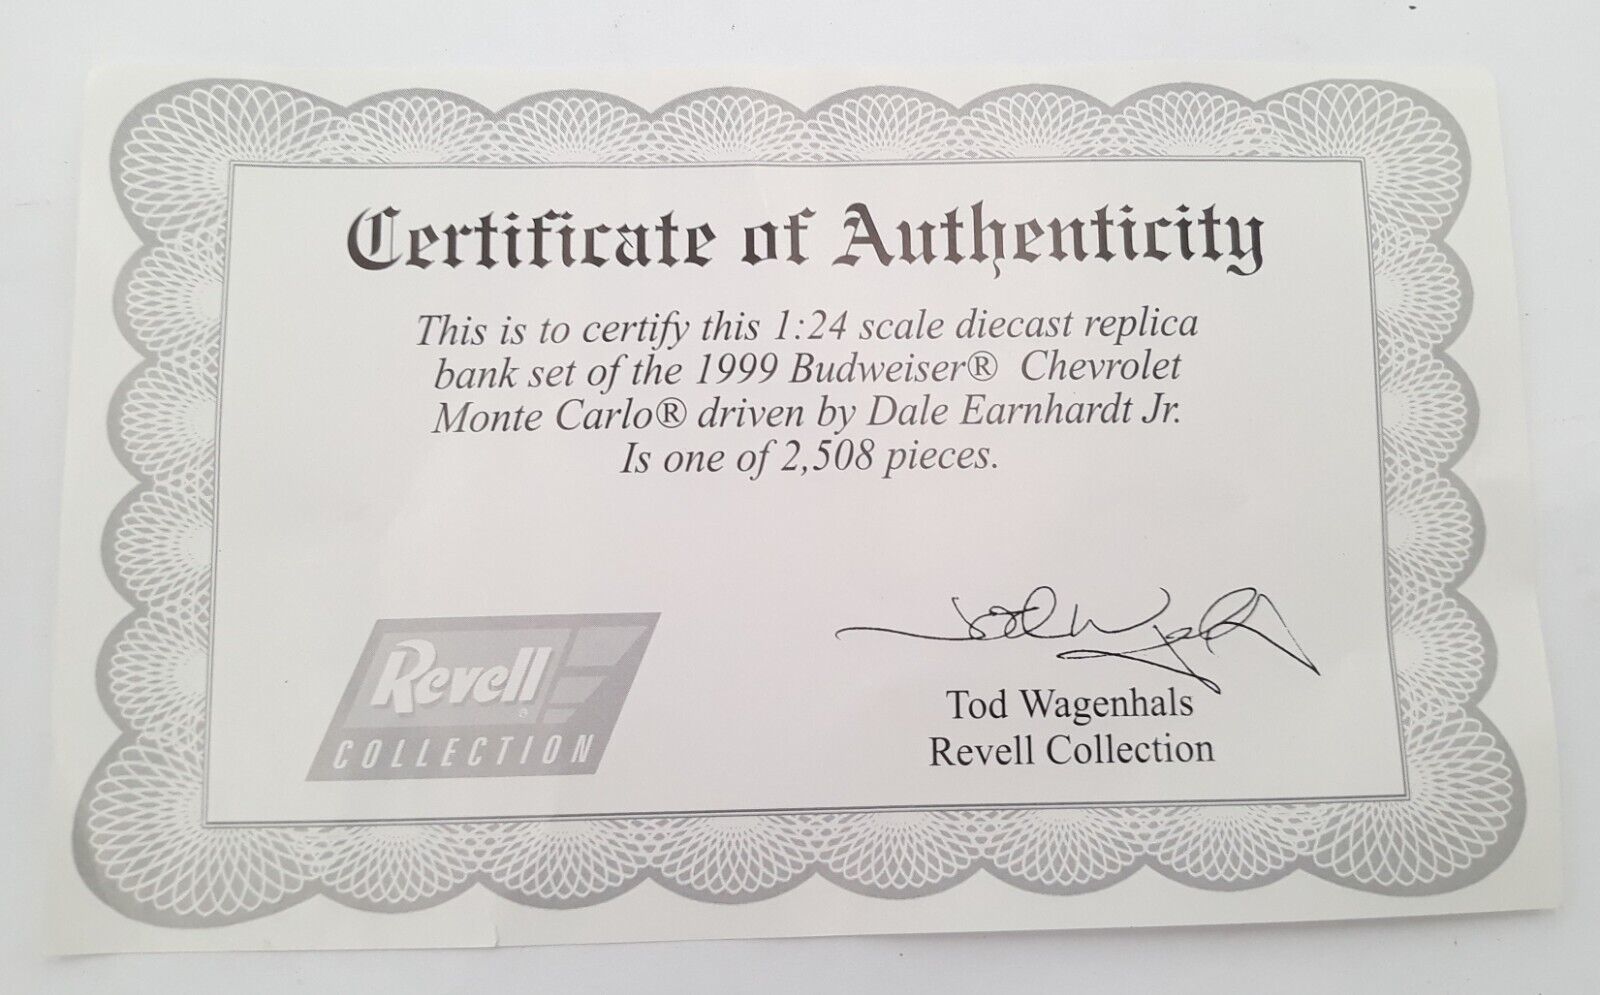 Certificate of Authenticity
This is to certify this 1:24 scale diecast replica
bank set of the 1999 Budweiser® Chevrolet
Monte Carlo® driven by Dale Earnhardt Jr.
Is one of 2,508 pieces.
Revell®
COLLECTION
Tod Wagenhals
Revell Collection